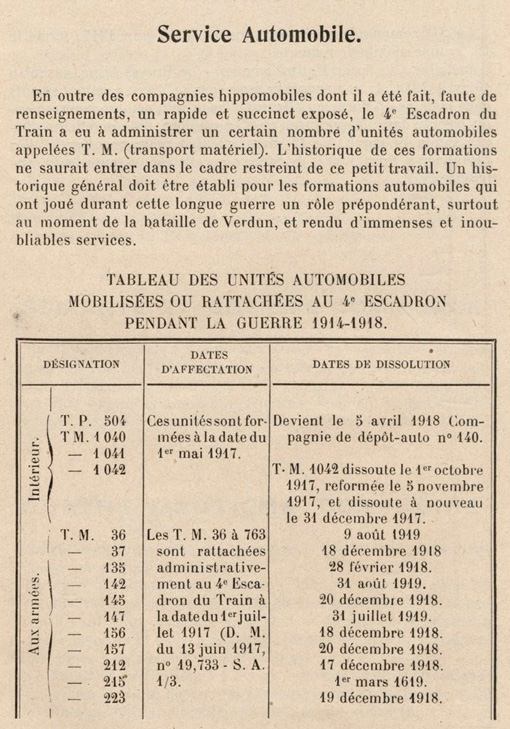 Service Automobile.
En outre des compagnies hippomobiles dont il a été fait, faute de
renseignements, un rapide et succinct exposé, le 4e Escadron du
Train a eu à administrer un certain nombre d'unités automobiles
appelées T. M. (transport matériel). L'historique de ces formations
ne saurait entrer dans le cadre restreint de ce petit travail. Un his-
torique général doit être établi pour les formations automobiles qui
ont joué durant cette longue guerre un rôle prépondérant, surtout
au moment de la bataille de Verdun, et rendu d'immenses et inou-
bliables services.
TABLEAU DES UNITÉS AUTOMOBILES
MOBILISÉES OU RATTACHÉES AU 4e ESCADRON
PENDANT LA GUERRE 1914-1918.
DÉSIGNATION
DATES
D'AFFECTATION
DATES DE DISSOLUTION
Intérieur.
T. P. 504
T M. 1 040
— 1 041
— 1 042
Ces unités sont for-
mées à la date du
1er mai 1917.
Devient le 5 avril 1918 Com-
pagnie de dépôt-auto n° 140.
T. M. 1042 dissoute le 1er octobre
1917, reformée le 5 novembre
1917, et dissoute à nouveau
le 31 décembre 1917.
Aux armées.
T. M. 36
— 37
— 135
— 142
— 145
— 147
— 156
— 157
— 212
— 215
— 223
Les T. M. 36 à 763
sont rattachées
administrative-
ment au 4e Esca-
dron du Train à
la date du 1er juil-
let 1917 (D. M.
du 13 juin 1917,
n° 19,733 - S. A.
1/3.
9 août 1919
18 décembre 1918
28 février 1918.
31 août 1919.
20 décembre 1918.
31 juillet 1919.
18 décembre 1918.
20 décembre 1918.
17 décembre 1918.
1er mars 1619.
19 décembre 1918.